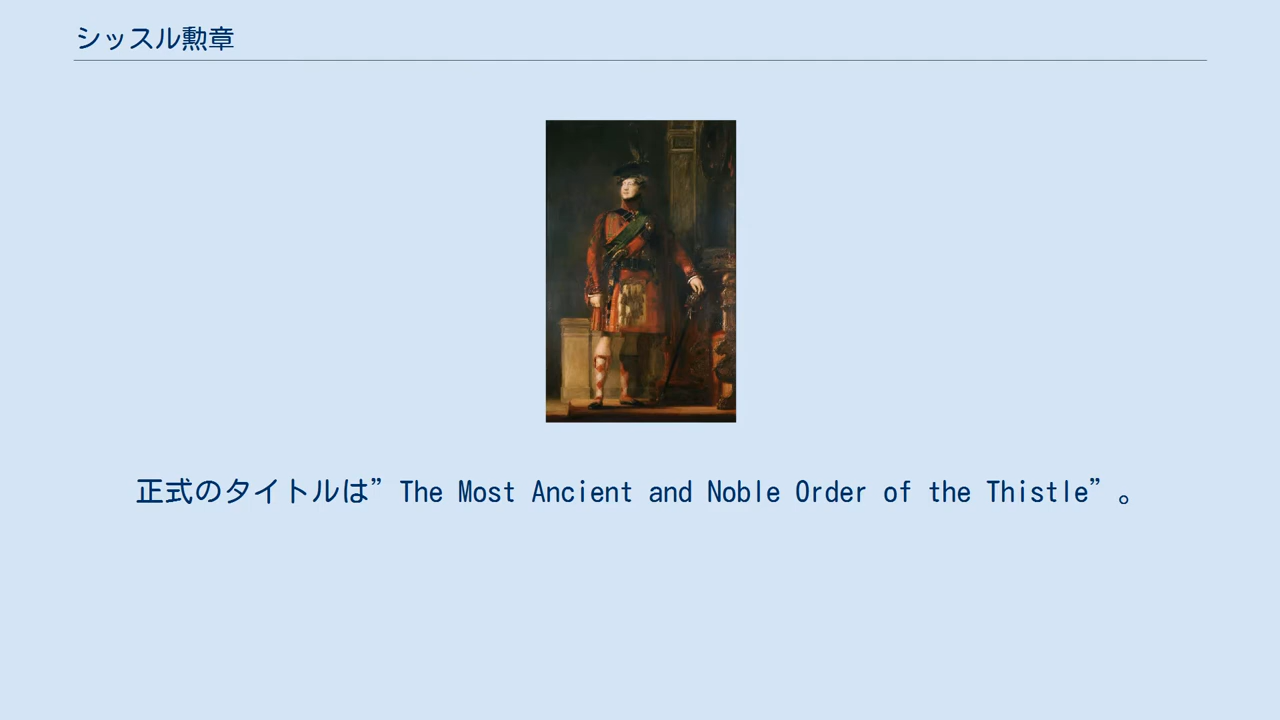 シッスル勲章
正式のタイトルは”The Most Ancient and Noble Order of the Thistle”。